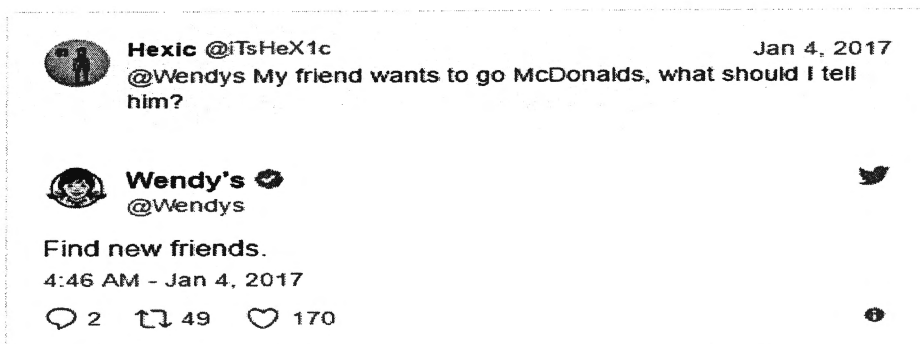 Hexic @iTsHeX1c Jan 4, 2017
@Wendys My friend wants to go McDonalds, what should I tell
him?
Wendy's
@Wendys
Find new friends.
4:46 AM - Jan 4, 2017
2 49 170